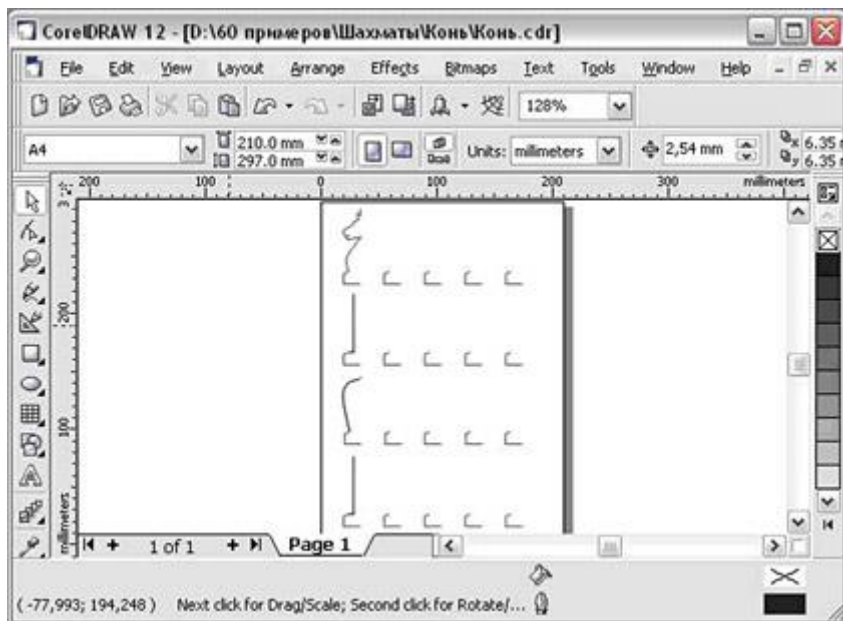 CorelDRAW 12 - [D:\60 примеров\Шахматы\Конь\Конь.cdr]
File Edit View Layout Arrange Effects Bitmaps Text Tools Window Help
128%
A4 210.0 mm 297.0 mm Units: millimeters 2,54 mm x 6.35 y 6.35
200 100 0 100 200 300 millimeters
3
200
100
millimeters
1 of 1 Page 1
( -77,993; 194,248 ) Next click for Drag/Scale; Second click for Rotate/...